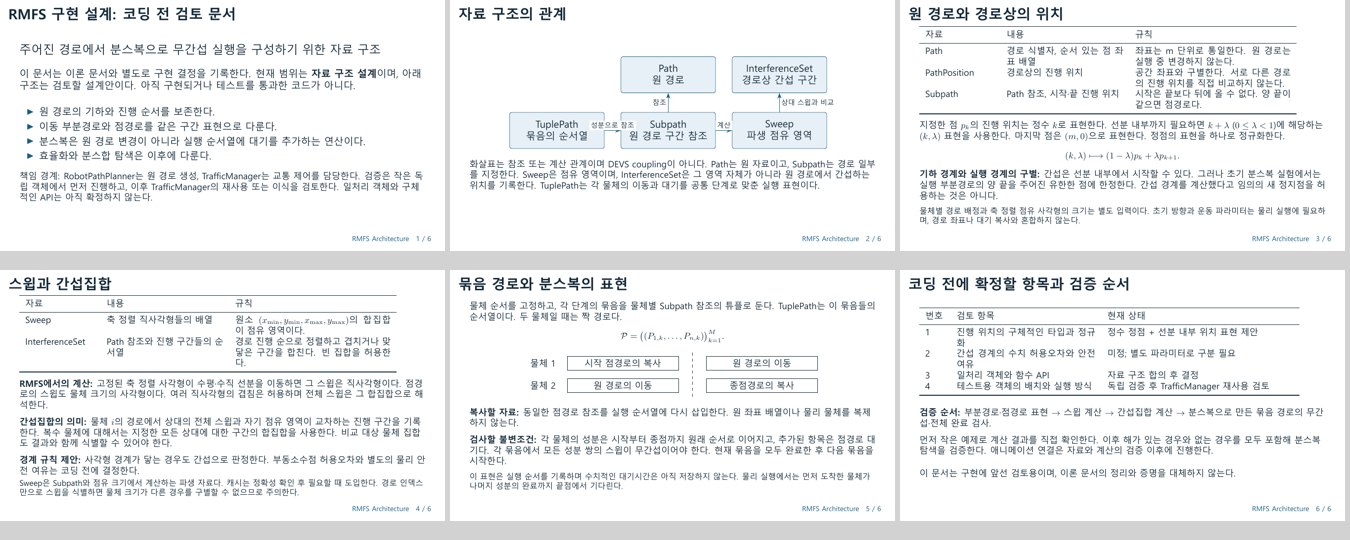 RMFS 구현 설계: 코딩 전 검토 문서
주어진 경로에서 분스복으로 무간섭 실행을 구성하기 위한 자료 구조
이 문서는 이론 문서와 별도로 구현 결정을 기록한다. 현재 범위는 자료 구조 설계이며, 아래
구조는 검토할 설계안이다. 아직 구현되거나 테스트를 통과한 코드가 아니다.
▶ 원 경로의 기하와 진행 순서를 보존한다.
▶ 이동 부분경로와 점경로를 같은 구간 표현으로 다룬다.
▶ 분스복은 원 경로 변경이 아니라 실행 순서열에 대기를 추가하는 연산이다.
▶ 효율화와 분스합 탐색은 이후에 다룬다.
책임 경계: RobotPathPlanner는 원 경로 생성, TrafficManager는 교통 제어를 담당한다. 검증은 작은 독
립 객체에서 먼저 진행하고, 이후 TrafficManager의 재사용 또는 이식을 검토한다. 일처리 객체와 구체
적인 API는 아직 확정하지 않는다.
RMFS Architecture 1 / 6
자료 구조의 관계
Path
원 경로
InterferenceSet
경로상 간섭 구간
참조
상대 스윕과 비교
TuplePath
묶음의 순서열
성분으로 참조
Subpath
원 경로 구간 참조
계산
Sweep
파생 점유 영역
화살표는 참조 또는 계산 관계이며 DEVS coupling이 아니다. Path는 원 자료이고, Subpath는 경로 일부
를 지정한다. Sweep은 점유 영역이며, InterferenceSet은 그 영역 자체가 아니라 원 경로에서 간섭하는
위치를 기록한다. TuplePath는 각 물체의 이동과 대기를 공통 단계로 맞춘 실행 표현이다.
RMFS Architecture 2 / 6
원 경로와 경로상의 위치
자료 내용 규칙
Path 경로 식별자, 순서 있는 점 좌 좌표는 m 단위로 통일한다. 원 경로는
표 배열 실행 중 변경하지 않는다.
PathPosition 경로상의 진행 위치 공간 좌표와 구별한다. 서로 다른 경로
의 진행 위치를 직접 비교하지 않는다.
Subpath Path 참조, 시작·끝 진행 위치 시작은 끝보다 뒤에 올 수 없다. 양 끝이
같으면 점경로다.
지정한 점 pₖ의 진행 위치는 정수 k로 표현한다. 선분 내부까지 필요하면 k + λ (0 ≤ λ < 1)에 해당하는
(k, λ) 표현을 사용한다. 마지막 점은 (m, 0)으로 표현한다. 정점의 표현을 하나로 정규화한다.
(k, λ) ⟼ (1 − λ)pₖ + λpₖ₊₁.
기하 경계와 실행 경계의 구별: 간섭은 선분 내부에서 시작할 수 있다. 그러나 초기 분스복 실험에서는
실행 부분경로의 양 끝을 주어진 유한한 점에 한정한다. 간섭 경계를 계산했다고 임의의 새 정지점을 허
용하는 것은 아니다.
물체별 경로 배정과 축 정렬 점유 사각형의 크기는 별도 입력이다. 초기 방향과 운동 파라미터는 물리 실행에 필요하
며, 경로 좌표나 대기 복사와 혼합하지 않는다.
RMFS Architecture 3 / 6
스윕과 간섭집합
자료 내용 규칙
Sweep 축 정렬 직사각형들의 배열 원소 (x_min, y_min, x_max, y_max)의 합집합
이 점유 영역이다.
InterferenceSet Path 참조와 진행 구간들의 순 경로 진행 순으로 정렬하고 겹치거나 맞
서열 닿은 구간을 합친다. 빈 집합을 허용한
다.
RMFS에서의 계산: 고정된 축 정렬 사각형이 수평·수직 선분을 이동하면 그 스윕은 직사각형이다. 점경
로의 스윕도 물체 크기의 사각형이다. 여러 직사각형의 겹침은 허용하며 전체 스윕은 그 합집합으로 해
석한다.
간섭집합의 의미: 물체 i의 경로에서 상대의 전체 스윕과 자기 점유 영역이 교차하는 진행 구간을 기록
한다. 복수 물체에 대해서는 지정한 모든 상대에 대한 구간의 합집합을 사용한다. 비교 대상 물체 집합
도 결과와 함께 식별할 수 있어야 한다.
경계 규칙 제안: 사각형 경계가 닿는 경우도 간섭으로 판정한다. 부동소수점 허용오차와 별도의 물리 안
전 여유는 코딩 전에 결정한다.
Sweep은 Subpath와 점유 크기에서 계산하는 파생 자료다. 캐시는 정확성 확인 후 필요할 때 도입한다. 경로 인덱스
만으로 스윕을 식별하면 물체 크기가 다른 경우를 구별할 수 없으므로 주의한다.
RMFS Architecture 4 / 6
묶음 경로와 분스복의 표현
물체 순서를 고정하고, 각 단계의 묶음을 물체별 Subpath 참조의 튜플로 둔다. TuplePath는 이 묶음들의
순서열이다. 두 물체일 때는 짝 경로다.
𝒫 = ((P₁,ₖ, . . . , Pₙ,ₖ))ᴹₖ₌₁.
물체 1 시작 점경로의 복사 원 경로의 이동
물체 2 원 경로의 이동 종점경로의 복사
복사할 자료: 동일한 점경로 참조를 실행 순서열에 다시 삽입한다. 원 좌표 배열이나 물리 물체를 복제
하지 않는다.
검사할 불변조건: 각 물체의 성분은 시작부터 종점까지 원래 순서로 이어지고, 추가된 항목은 점경로 대
기다. 각 묶음에서 모든 성분 쌍의 스윕이 무간섭이어야 한다. 현재 묶음을 모두 완료한 후 다음 묶음을
시작한다.
이 표현은 실행 순서를 기록하며 수치적인 대기시간은 아직 저장하지 않는다. 물리 실행에서는 먼저 도착한 물체가
나머지 성분의 완료까지 끝점에서 기다린다.
RMFS Architecture 5 / 6
코딩 전에 확정할 항목과 검증 순서
번호 검토 항목 현재 상태
1 진행 위치의 구체적인 타입과 정규 정수 정점 + 선분 내부 위치 표현 제안
화
2 간섭 경계의 수치 허용오차와 안전 미정; 별도 파라미터로 구분 필요
여유
3 일처리 객체와 함수 API 자료 구조 합의 후 결정
4 테스트용 객체의 배치와 실행 방식 독립 검증 후 TrafficManager 재사용 검토
검증 순서: 부분경로·점경로 표현 → 스윕 계산 → 간섭집합 계산 → 분스복으로 만든 묶음 경로의 무간
섭·전체 완료 검사.
먼저 작은 예제로 계산 결과를 직접 확인한다. 이후 해가 있는 경우와 없는 경우를 모두 포함해 분스복
탐색을 검증한다. 애니메이션 연결은 자료와 계산의 검증 이후에 진행한다.
이 문서는 구현에 앞선 검토용이며, 이론 문서의 정리와 증명을 대체하지 않는다.
RMFS Architecture 6 / 6